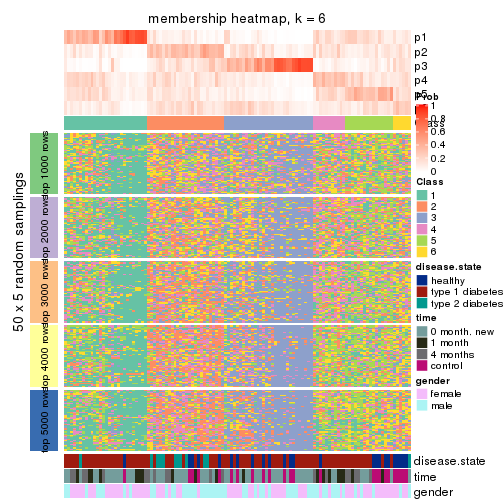 membership heatmap, k = 6
p1
p2
p3
p4
Prob
1
0.8
0.6
0.4
0.2
0
Class
1
2
3
4
5
6
disease.state
healthy
type 1 diabetes
type 2 diabetes
time
0 month. new
1 month
4 months
control
gender
female
male
50 x 5 random samplings
top 1000 rows
top 2000 rows
top 3000 rows
top 4000 rows
top 5000 rows
disease.state
time
gender